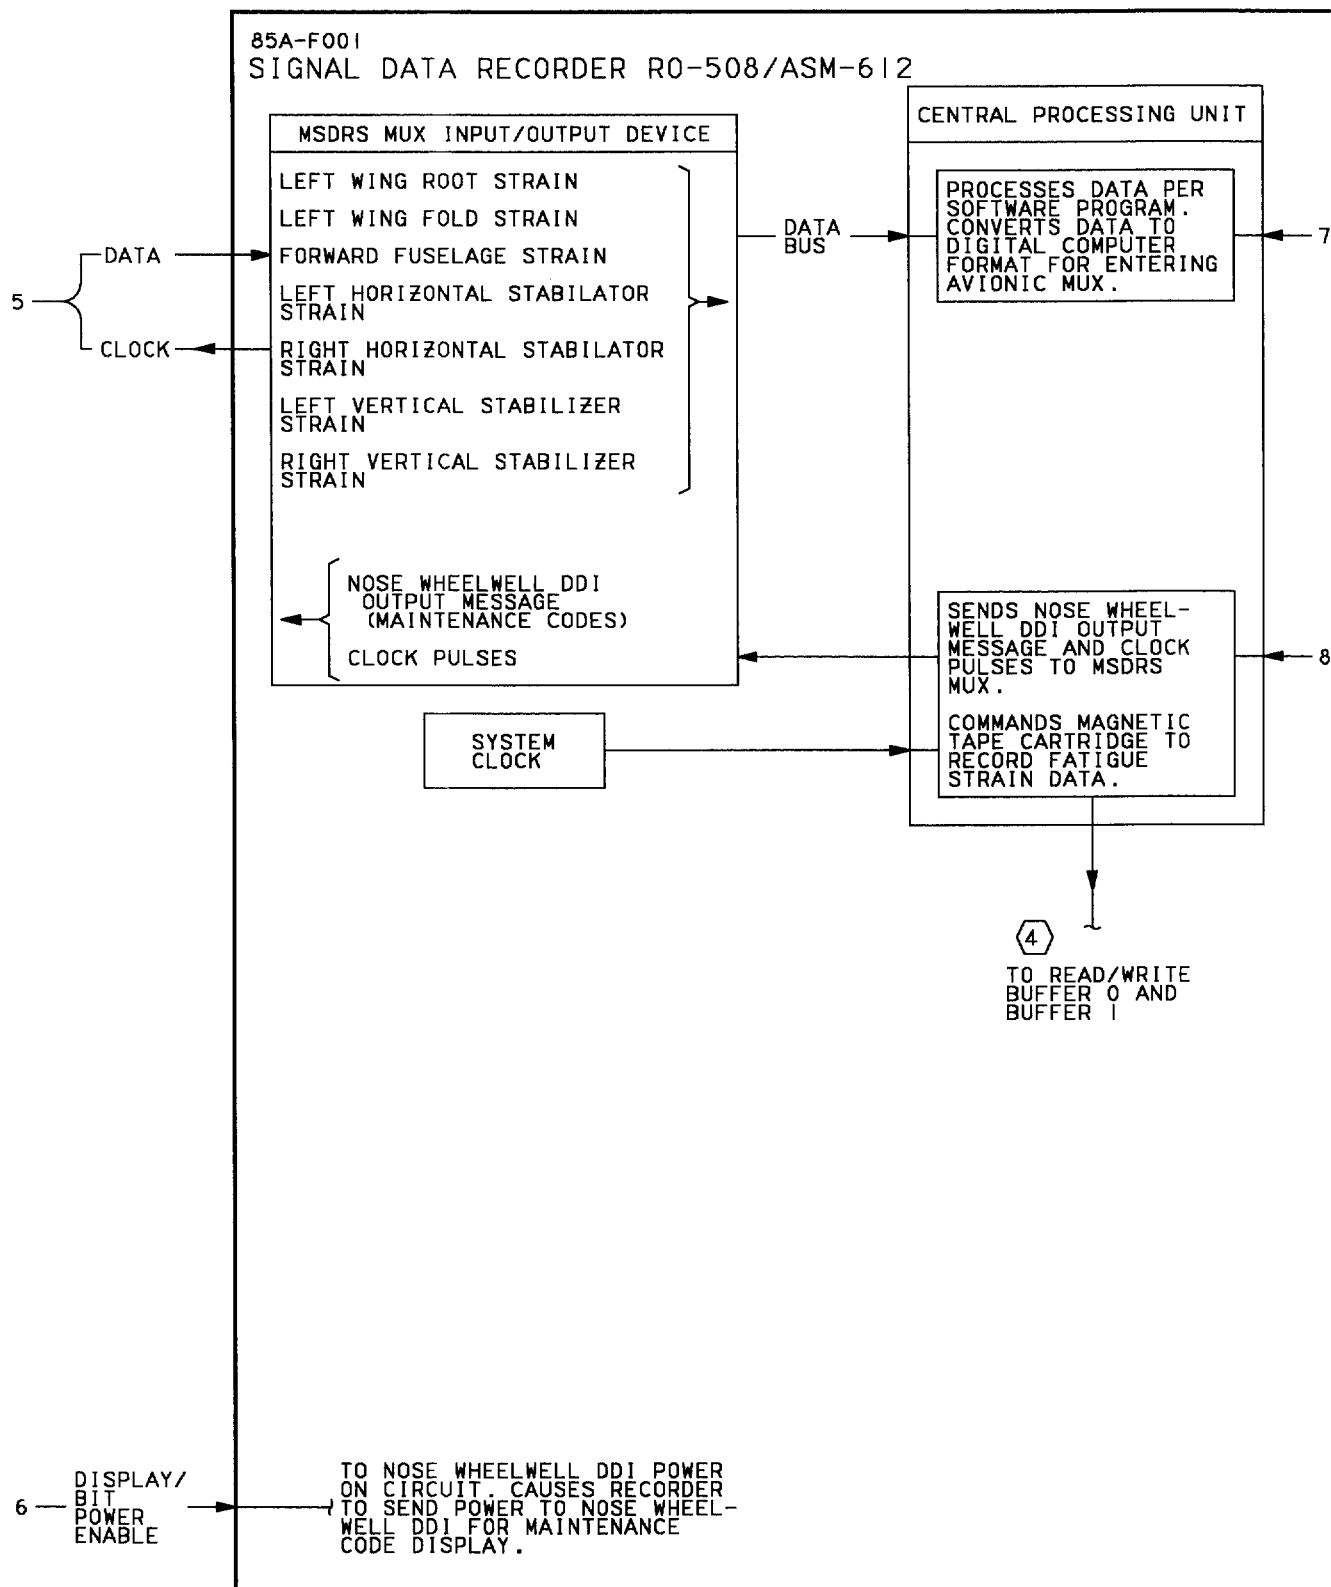 85A-F001
SIGNAL DATA RECORDER RO-508/ASM-612
MSDRS MUX INPUT/OUTPUT DEVICE
LEFT WING ROOT STRAIN
LEFT WING FOLD STRAIN
FORWARD FUSELAGE STRAIN
LEFT HORIZONTAL STABILATOR
STRAIN
RIGHT HORIZONTAL STABILATOR
STRAIN
LEFT VERTICAL STABILIZER
STRAIN
RIGHT VERTICAL STABILIZER
STRAIN
NOSE WHEELWELL DDI
OUTPUT MESSAGE
(MAINTENANCE CODES)
CLOCK PULSES
5
DATA
CLOCK
DATA
BUS
CENTRAL PROCESSING UNIT
PROCESSES DATA PER
SOFTWARE PROGRAM.
CONVERTS DATA TO
DIGITAL COMPUTER
FORMAT FOR ENTERING
AVIONIC MUX.
7
SENDS NOSE WHEEL-
WELL DDI OUTPUT
MESSAGE AND CLOCK
PULSES TO MSDRS
MUX.
8
COMMANDS MAGNETIC
TAPE CARTRIDGE TO
RECORD FATIGUE
STRAIN DATA.
SYSTEM
CLOCK
4
TO READ/WRITE
BUFFER 0 AND
BUFFER 1
6
DISPLAY/
BIT
POWER
ENABLE
TO NOSE WHEELWELL DDI POWER
ON CIRCUIT. CAUSES RECORDER
TO SEND POWER TO NOSE WHEEL-
WELL DDI FOR MAINTENANCE
CODE DISPLAY.